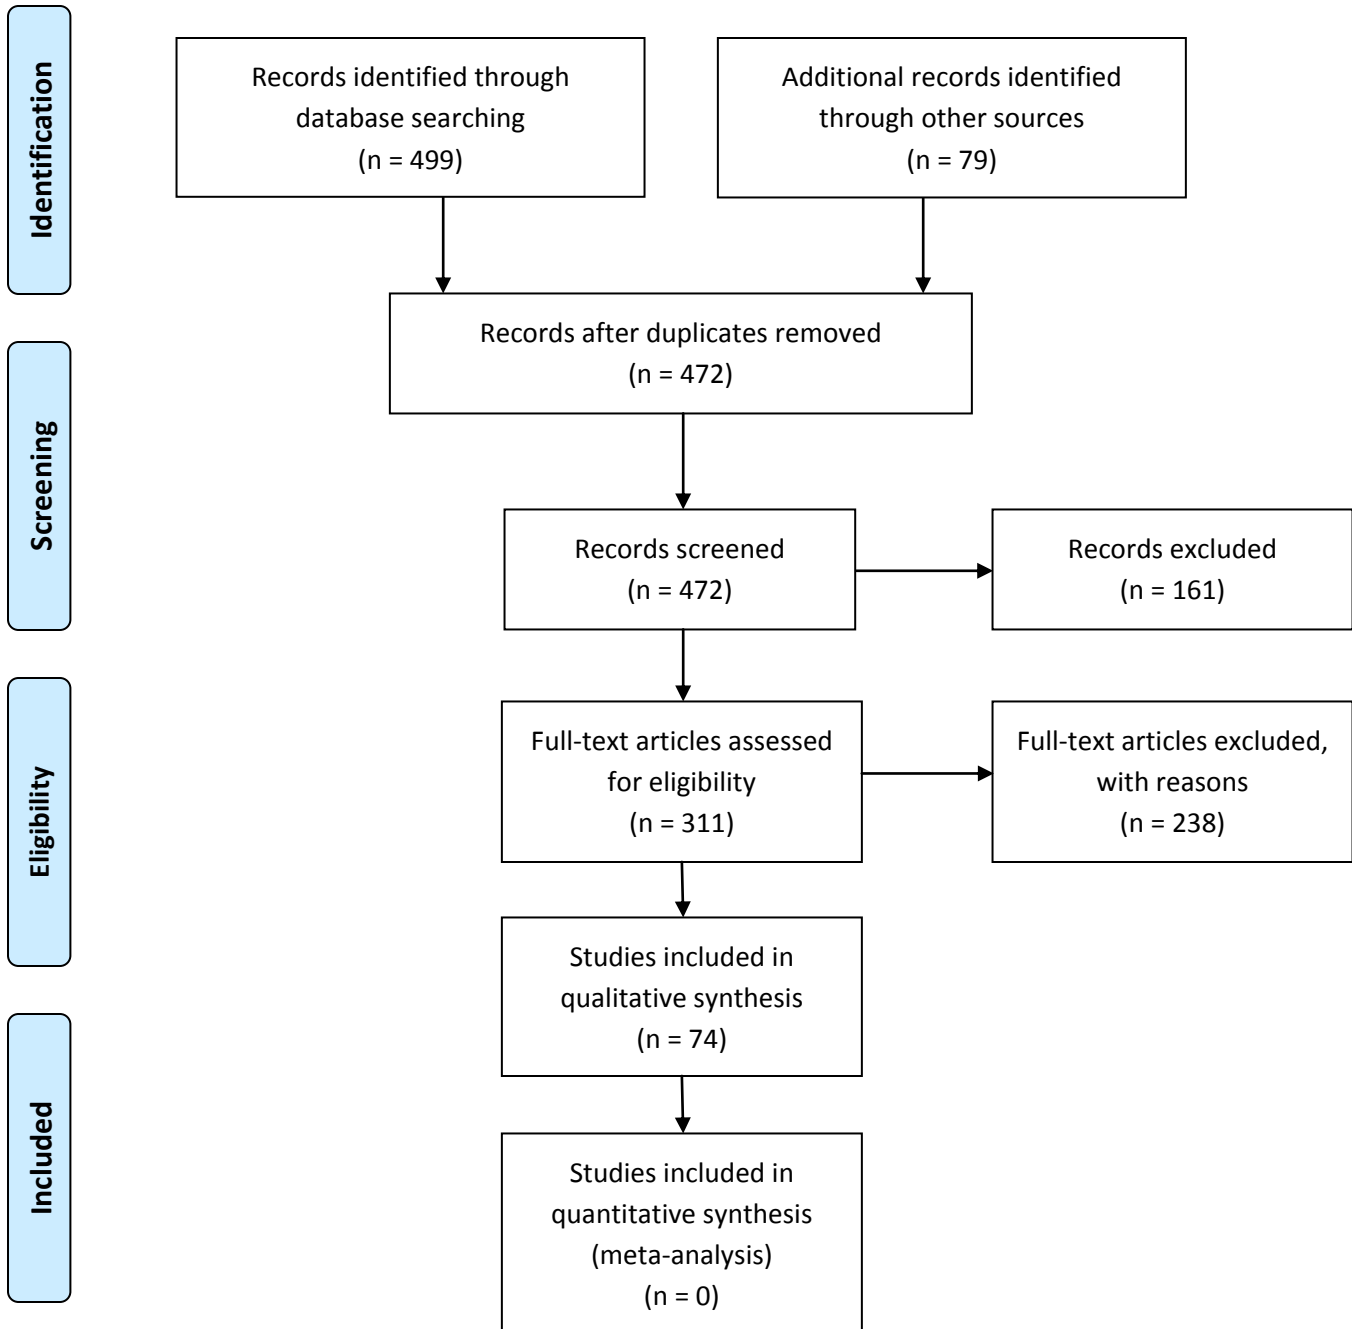 Identification
Records identified through
database searching
(n = 499)
Additional records identified
through other sources
(n = 79)
Records after duplicates removed
(n = 472)
Screening
Records screened
(n = 472)
Records excluded
(n = 161)
Eligibility
Full-text articles assessed
for eligibility
(n = 311)
Full-text articles excluded,
with reasons
(n = 238)
Studies included in
qualitative synthesis
(n = 74)
Included
Studies included in
quantitative synthesis
(meta-analysis)
(n = 0)